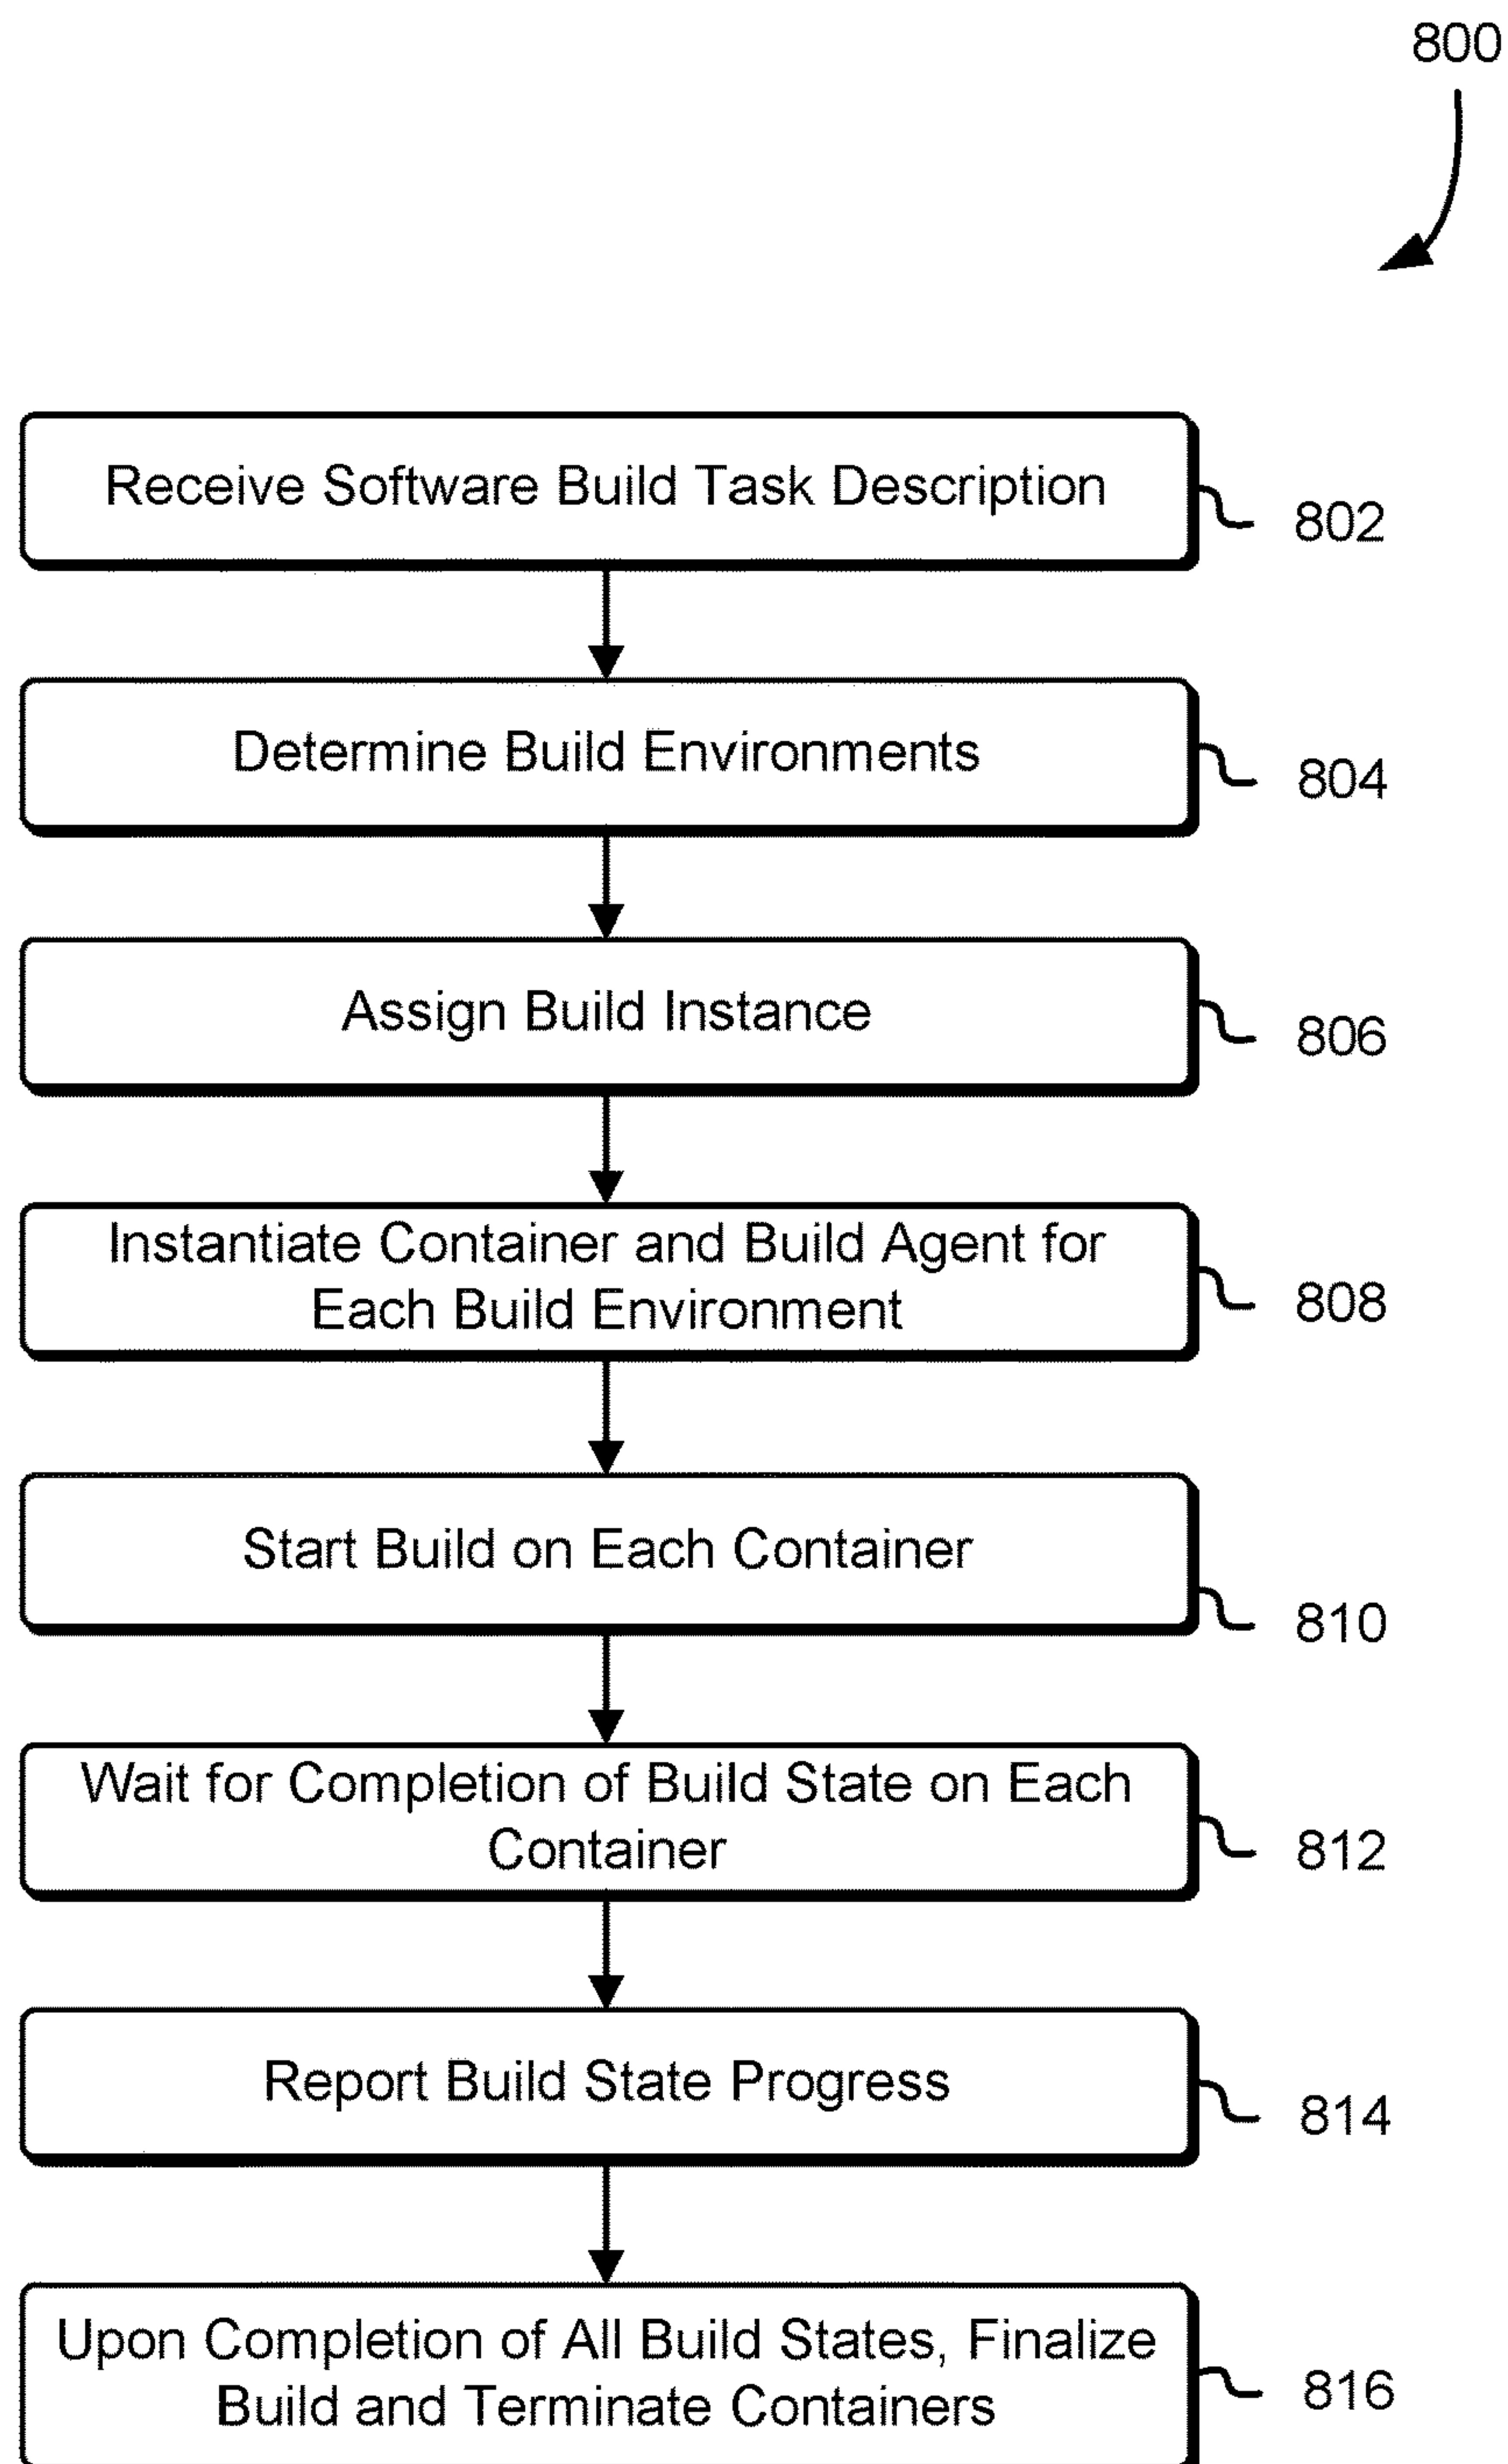 800
Receive Software Build Task Description
802
Determine Build Environments
804
Assign Build Instance
806
Instantiate Container and Build Agent for
Each Build Environment
808
Start Build on Each Container
810
Wait for Completion of Build State on Each
Container
812
Report Build State Progress
814
Upon Completion of All Build States, Finalize
Build and Terminate Containers
816